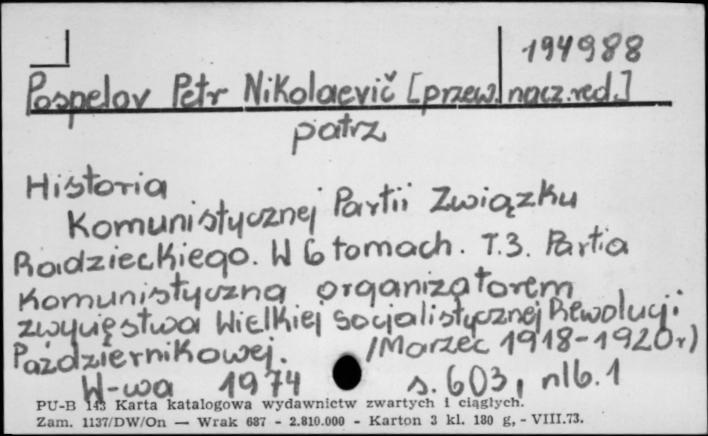 194988
Pospelov Petr Nikolaevič [przew. nacz. red.]
patrz
Historia
Komunistycznej Partii Związku
Radzieckiego. W 6 tomach. T.3. Partia
Komunistyczna organizatorem
zwycięstwa Wielkiej Socjalistycznej Rewolucji
Październikowej. /Marzec 1918-1920r)
W-wa 1974 s. 603, nlb. 1
PU-B 143 Karta katalogowa wydawnictw zwartych i ciągłych.
Zam. 1137/DW/On — Wrak 687 - 2.810.000 - Karton 3 kl. 180 g, - VIII.73.